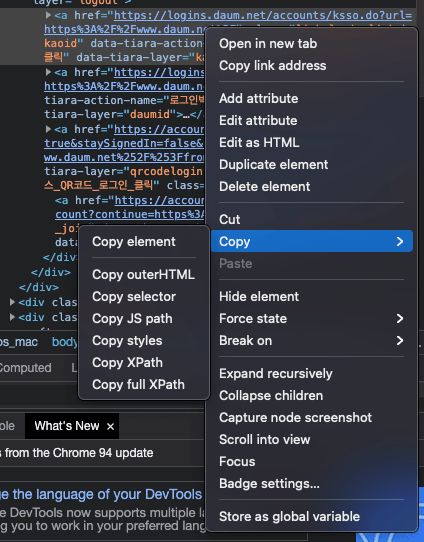 layer="logout">
<a href="https://logins.daum.net/accounts/ksso.do?url=
https%3A%2F%2Fwww.daum.ne
kaoid" data-tiara-action-
클릭" data-tiara-layer="ka
<a href="https://logins.
https%3A%2F%2Fwww.daum.ne
tiara-action-name="로그인박
layer="daumid">…</
<a href="https://accou
true&staySignedIn=false&
ww.daum.net%252F%253Ffro
tiara-layer="qrcodelogin
스_QR코드_로그인_클릭" class=
<a href="https://accou
count?continue=https%3A
_joi
data
</div>
</div>
</div>
<div clas
<div clas
os_mac body
Computed L
ole What's New ×
s from the Chrome 94 update
ge the language of your DevTools
e DevTools now supports multiple la
ng you to work in your preferred lang
Open in new tab
Copy link address
Add attribute
Edit attribute
Edit as HTML
Duplicate element
Delete element
Cut
Copy
Paste
Hide element
Force state
Break on
Expand recursively
Collapse children
Capture node screenshot
Scroll into view
Focus
Badge settings...
Store as global variable
Copy element
Copy outerHTML
Copy selector
Copy JS path
Copy styles
Copy XPath
Copy full XPath